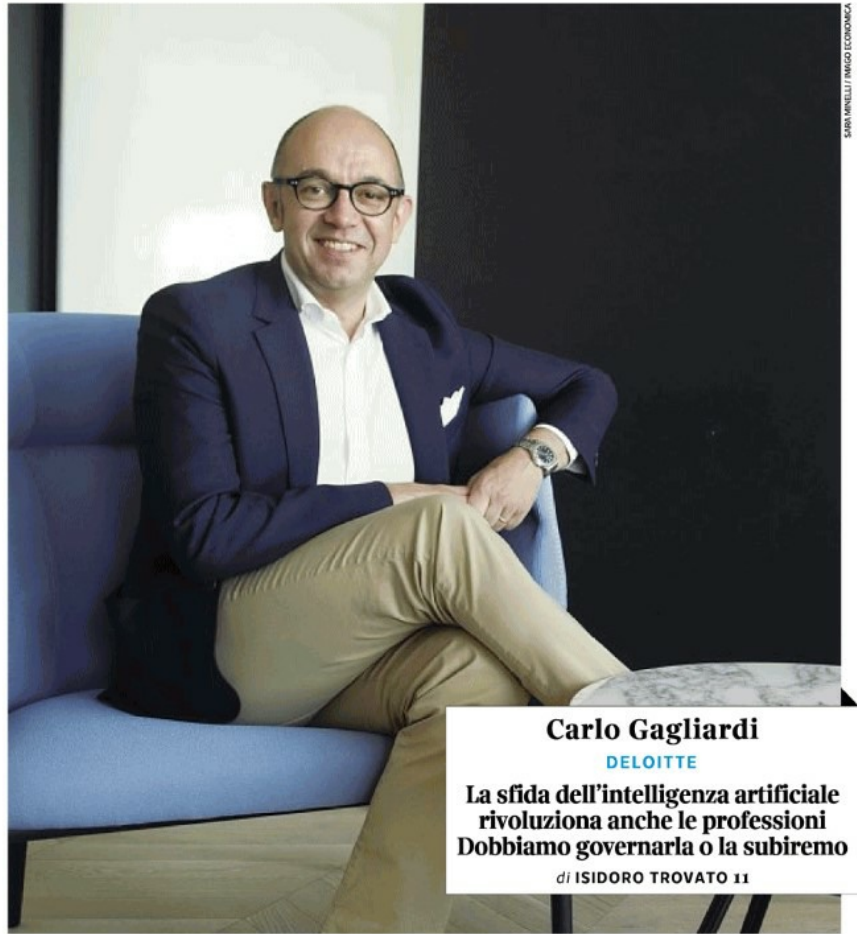 SARA MINELLI / IMAGO ECONOMICA
Carlo Gagliardi
DELOITTE
La sfida dell'intelligenza artificiale
rivoluziona anche le professioni
Dobbiamo governarla o la subiremo
di ISIDORO TROVATO 11